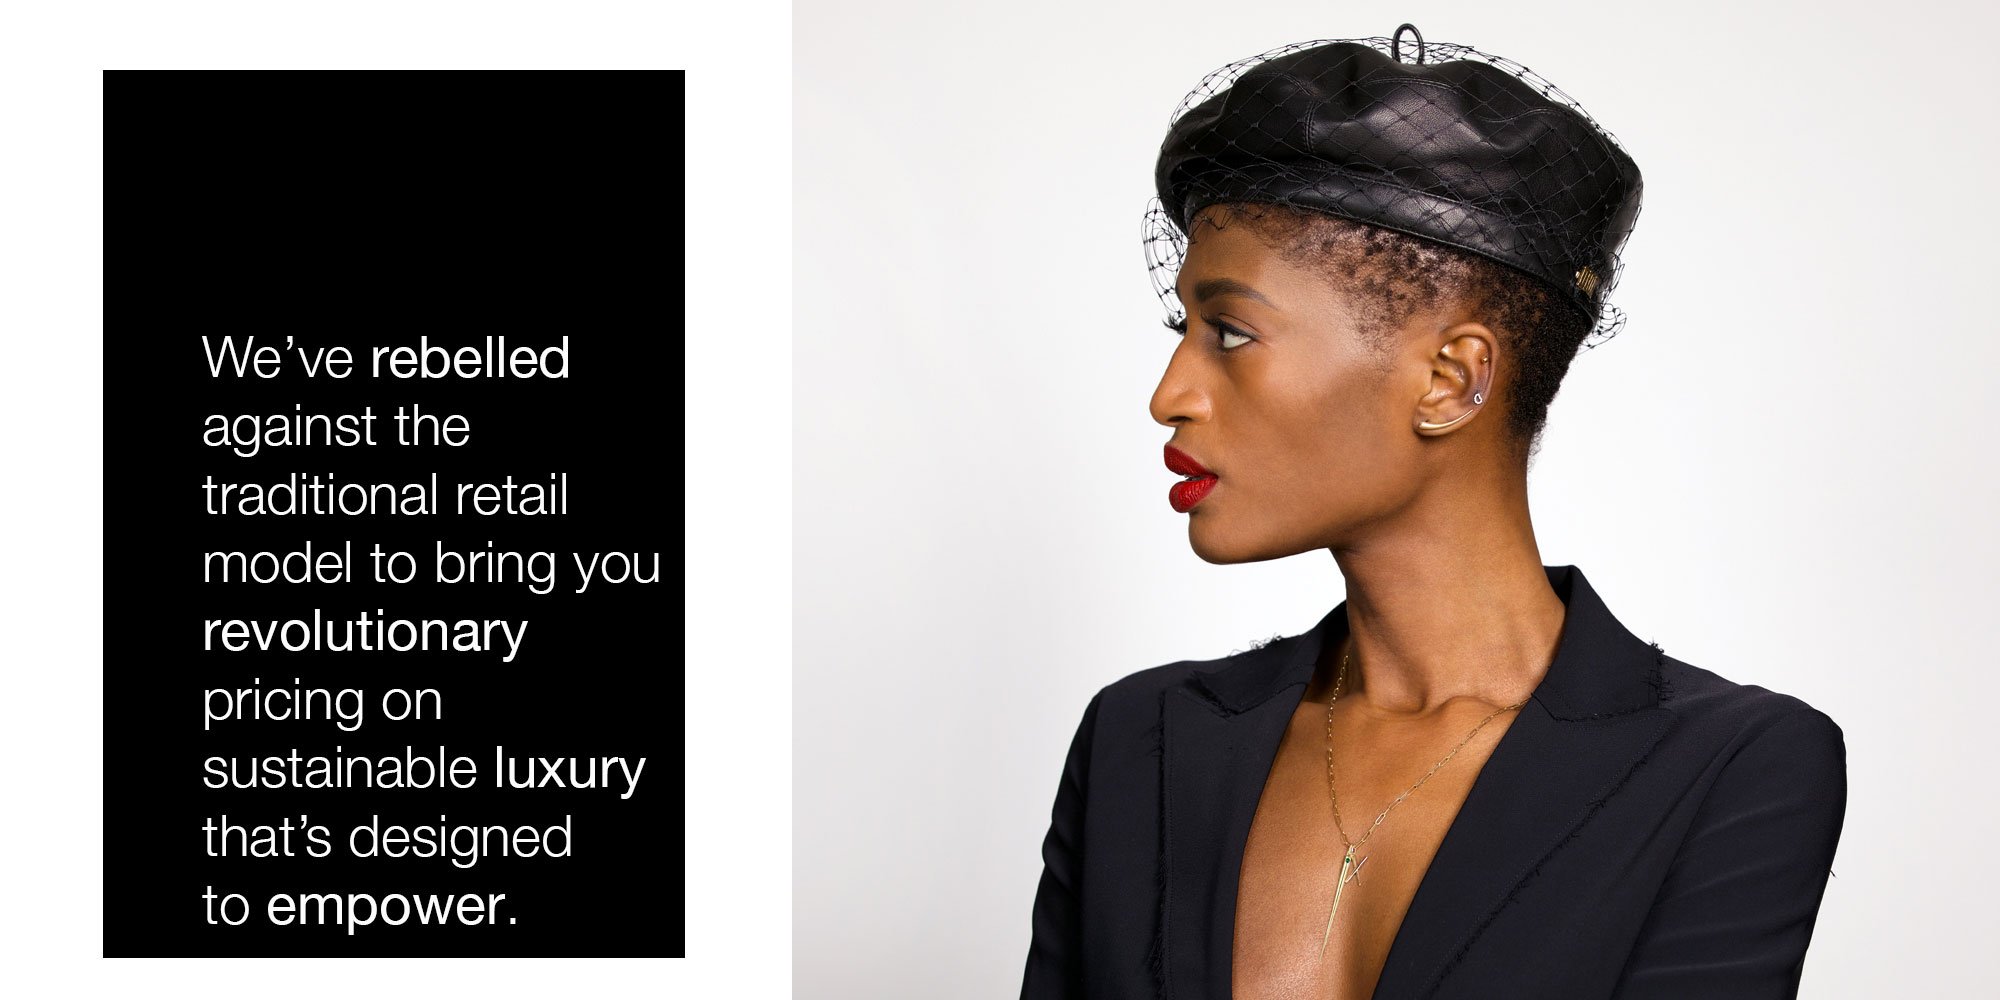 We’ve rebelled
against the
traditional retail
model to bring you
revolutionary
pricing on
sustainable luxury
that’s designed
to empower.